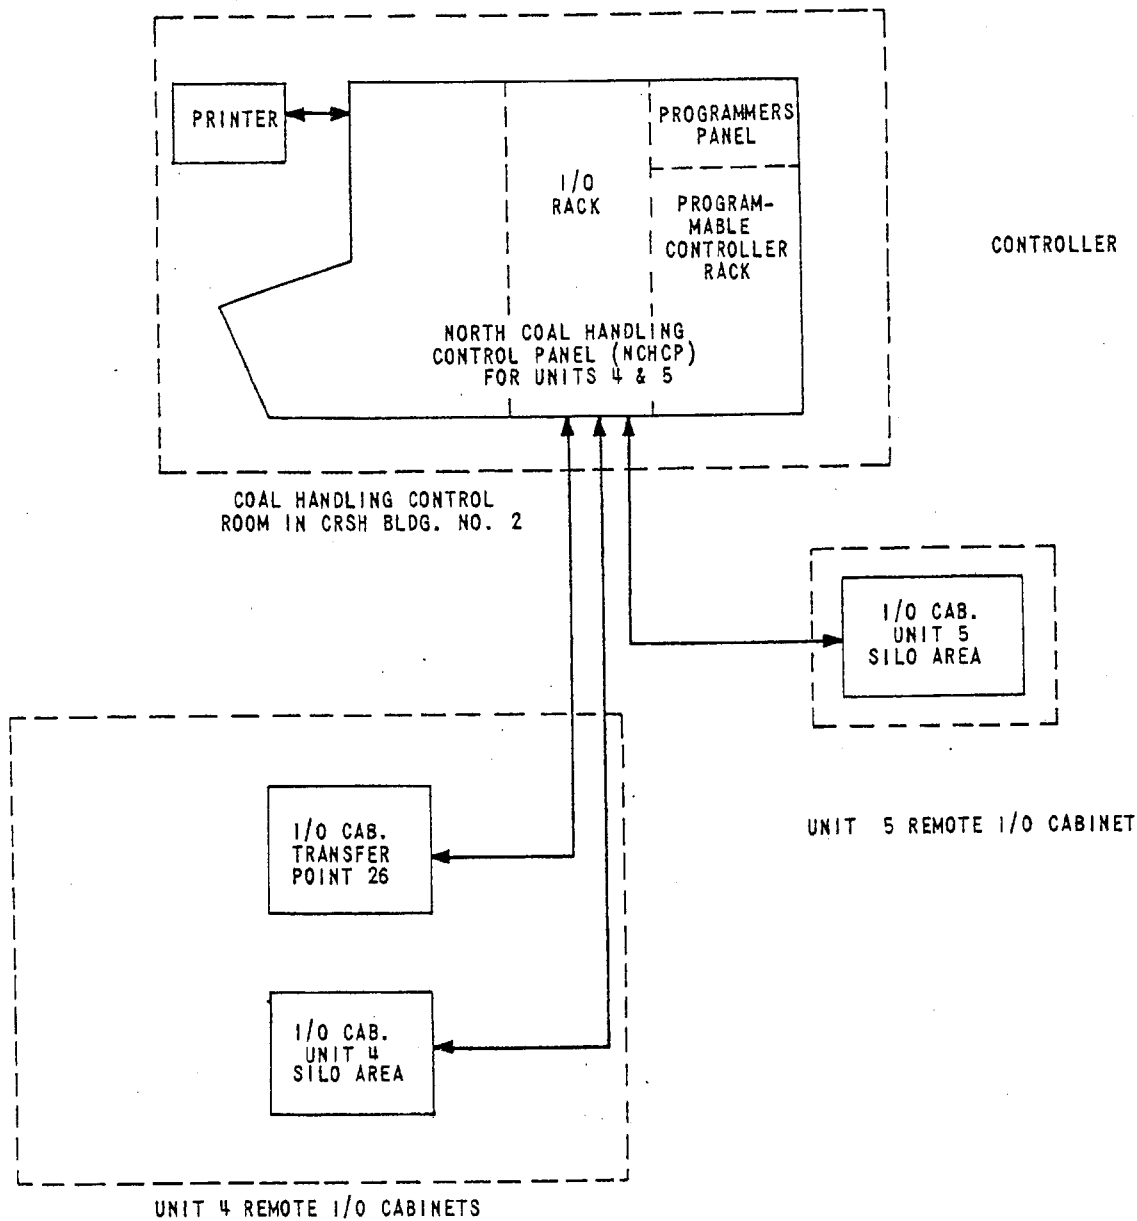 PRINTER
I/O
RACK
PROGRAMMERS
PANEL
PROGRAM-
MABLE
CONTROLLER
RACK
CONTROLLER
NORTH COAL HANDLING
CONTROL PANEL (NCHCP)
FOR UNITS 4 & 5
COAL HANDLING CONTROL
ROOM IN CRSH BLDG. NO. 2
I/O CAB.
UNIT 5
SILO AREA
UNIT 5 REMOTE I/O CABINET
I/O CAB.
TRANSFER
POINT 26
I/O CAB.
UNIT 4
SILO AREA
UNIT 4 REMOTE I/O CABINETS